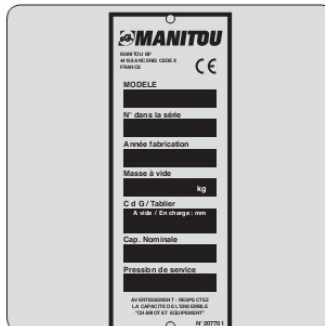 MANITOU
MANITOU BF
44158 ANCENIS CEDEX
FRANCE
CE
MODELE
N° dans la série
Année fabrication
Masse à vide
kg
C d G / Tablier
A vide / En charge : mm
Cap. Nominale
Pression de service
AVERTISSEMENT : RESPECTEZ
LA CAPACITE DE L'ENSEMBLE
"CHARIOT ET EQUIPEMENT"
N° 207701